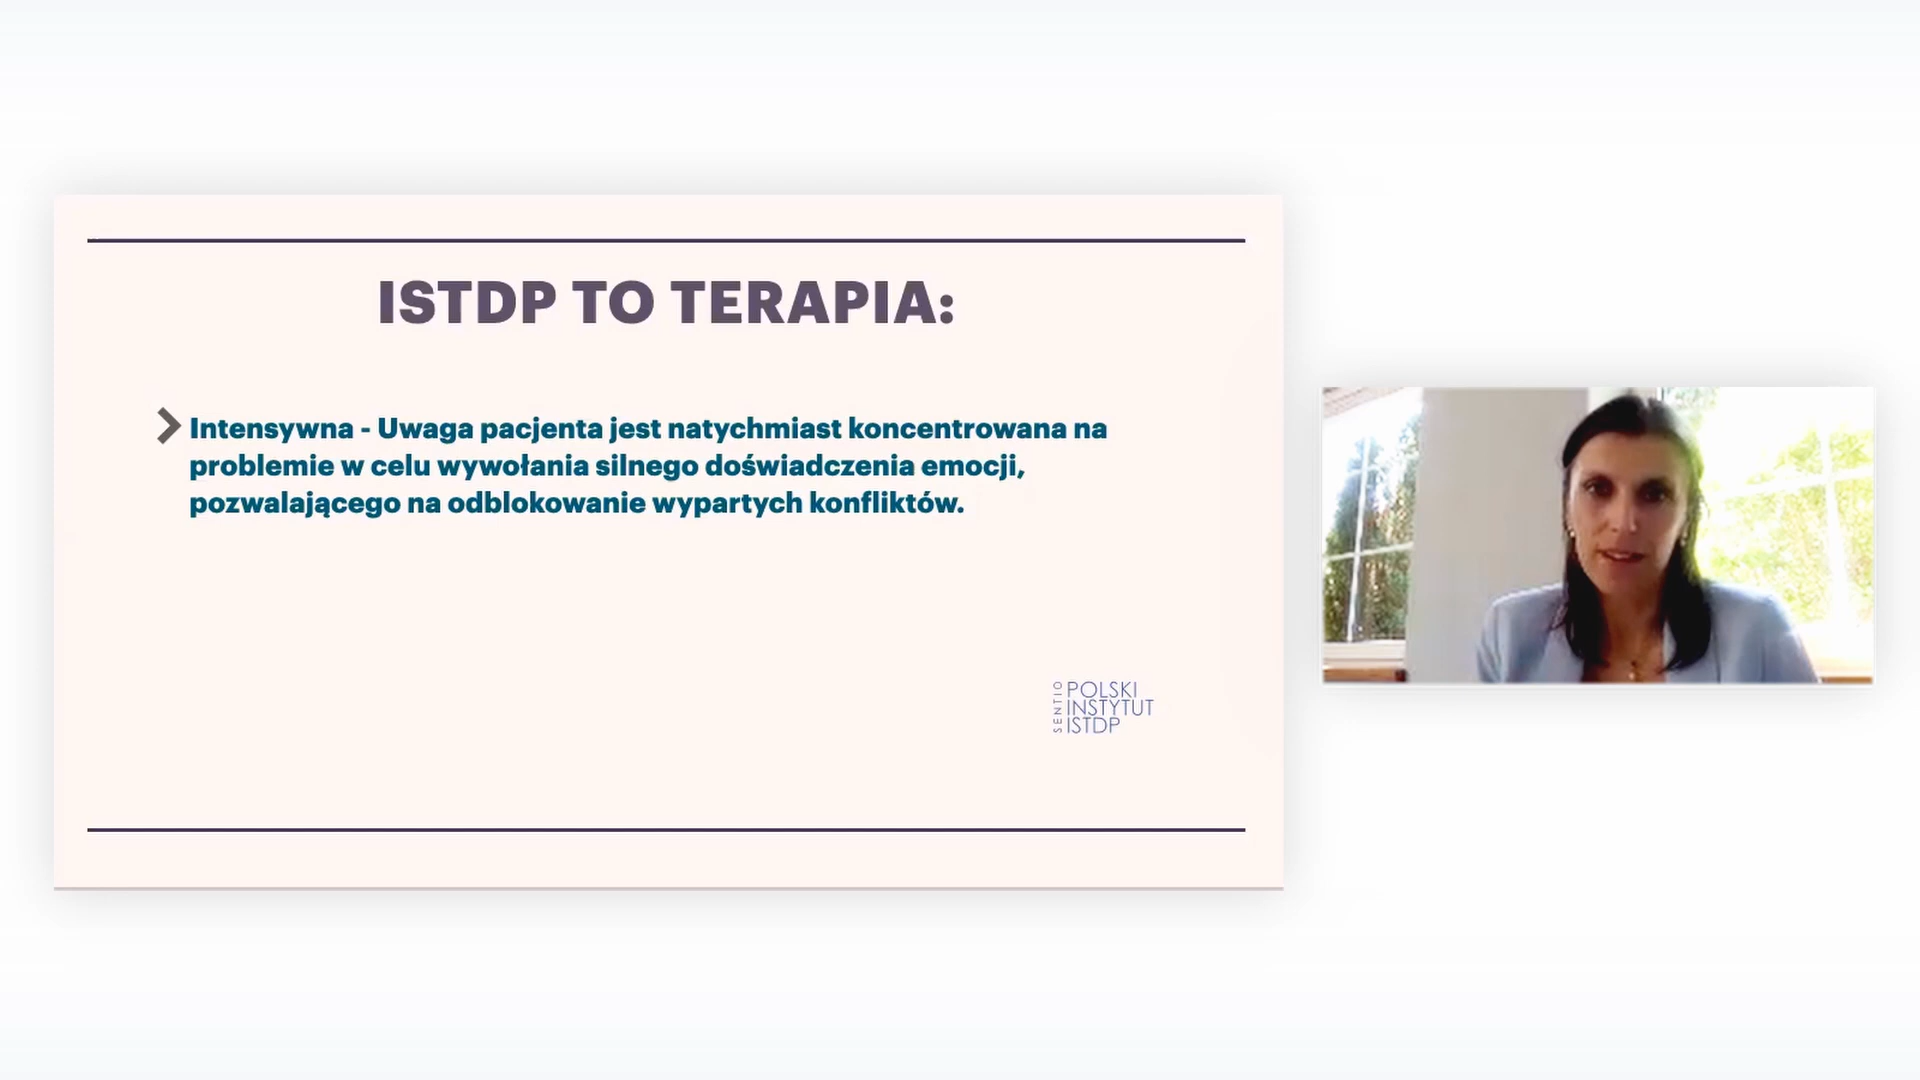 ISTDP TO TERAPIA:
Intensywna - Uwaga pacjenta jest natychmiast koncentrowana na
problemie w celu wywołania silnego doświadczenia emocji,
pozwalającego na odblokowanie wypartych konfliktów.
SENTIO
POLSKI
INSTYTUT
ISTDP